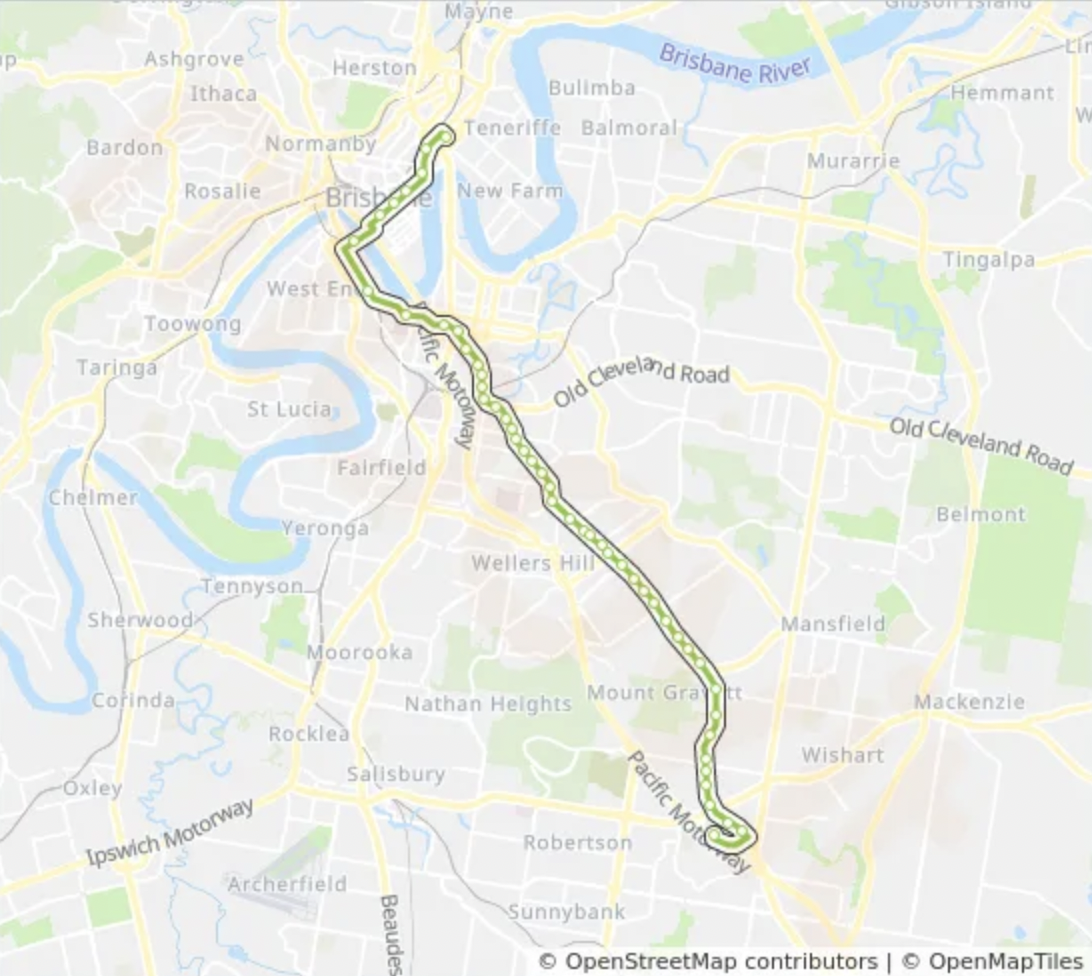 Mayne
Gibson Island
Ashgrove
Herston
Brisbane River
Ithaca
Bulimba
Hemmant
Normanby
Teneriffe
Balmoral
Bardon
Murarrie
Rosalie
Brisbane
New Farm
Tingalpa
West End
Toowong
Taringa
Pacific Motorway
Old Cleveland Road
St Lucia
Old Cleveland Road
Fairfield
Chelmer
Yeronga
Belmont
Wellers Hill
Tennyson
Sherwood
Mansfield
Moorooka
Corinda
Nathan Heights
Mount Gravatt
Mackenzie
Rocklea
Wishart
Salisbury
Pacific Motorway
Oxley
Ipswich Motorway
Robertson
Archerfield
Sunnybank
Beaudes
© OpenStreetMap contributors | © OpenMapTiles